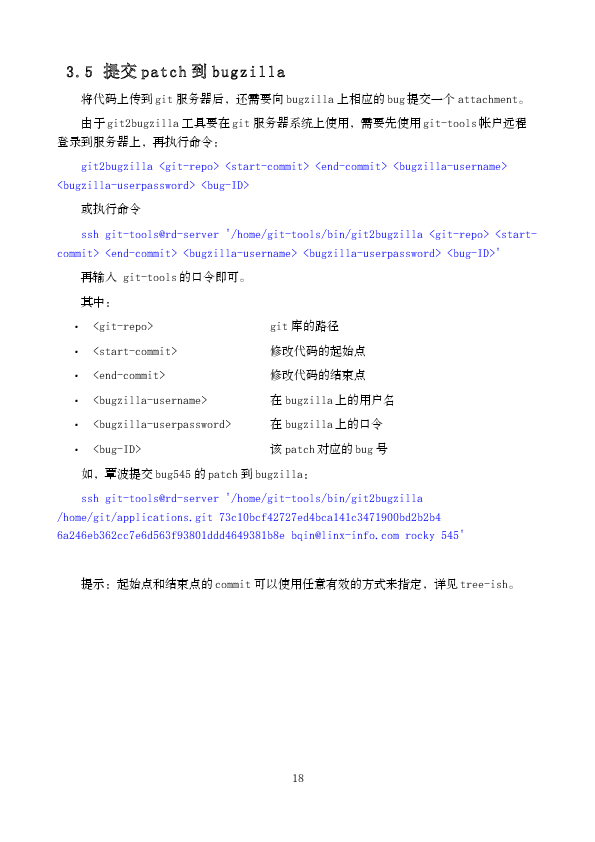 3.5 提交 patch 到 bugzilla
将代码上传到 git 服务器后，还需要向 bugzilla 上相应的 bug 提交一个 attachment。
由于 git2bugzilla 工具要在 git 服务器系统上使用，需要先使用 git-tools 帐户远程
登录到服务器上，再执行命令：
git2bugzilla <git-repo> <start-commit> <end-commit> <bugzilla-username>
<bugzilla-userpassword> <bug-ID>
或执行命令
ssh git-tools@rd-server '/home/git-tools/bin/git2bugzilla <git-repo> <start-
commit> <end-commit> <bugzilla-username> <bugzilla-userpassword> <bug-ID>'
再输入 git-tools 的口令即可。
其中：
• <git-repo> git 库的路径
• <start-commit> 修改代码的起始点
• <end-commit> 修改代码的结束点
• <bugzilla-username> 在 bugzilla 上的用户名
• <bugzilla-userpassword> 在 bugzilla 上的口令
• <bug-ID> 该 patch 对应的 bug 号
如，覃波提交 bug545 的 patch 到 bugzilla：
ssh git-tools@rd-server '/home/git-tools/bin/git2bugzilla
/home/git/applications.git 73c10bcf42727ed4bca141c3471900bd2b2b4
6a246eb362cc7e6d563f93801ddd4649381b8e bqin@linx-info.com rocky 545'
提示：起始点和结束点的 commit 可以使用任意有效的方式来指定，详见 tree-ish。
18